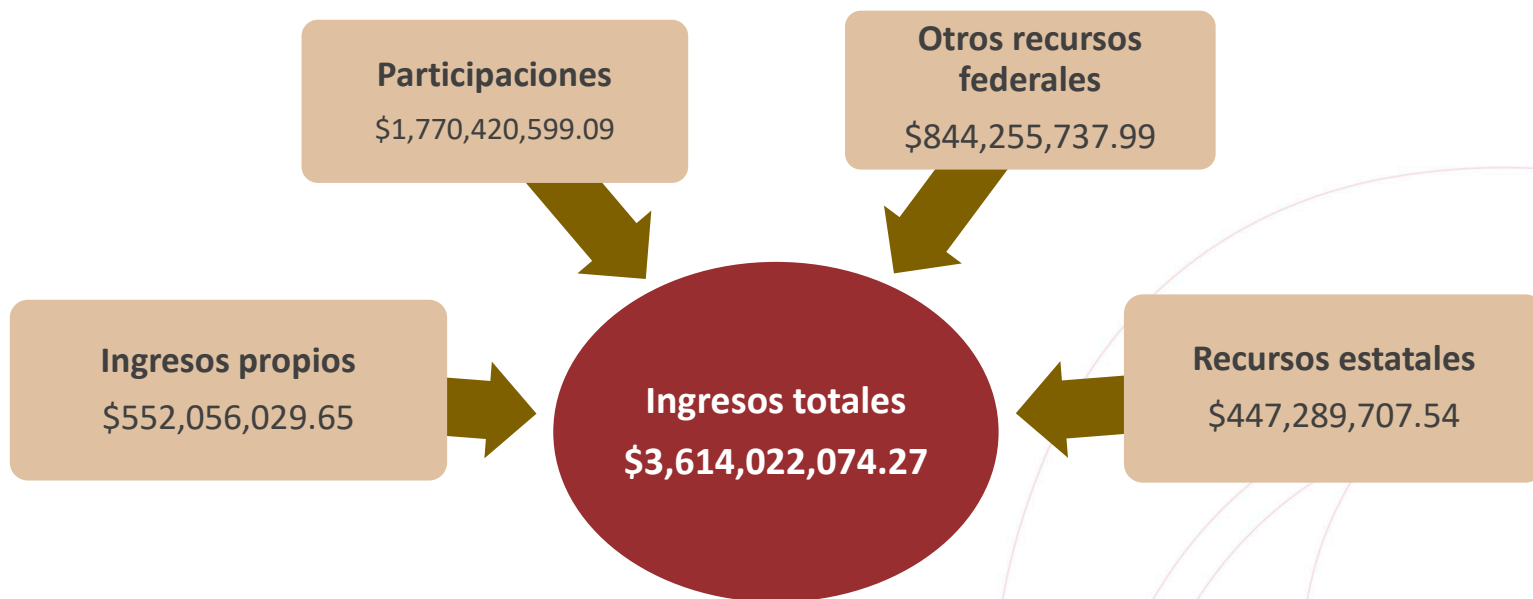 Participaciones
$1,770,420,599.09
Otros recursos
federales
$844,255,737.99
Ingresos propios
$552,056,029.65
Ingresos totales
$3,614,022,074.27
Recursos estatales
$447,289,707.54